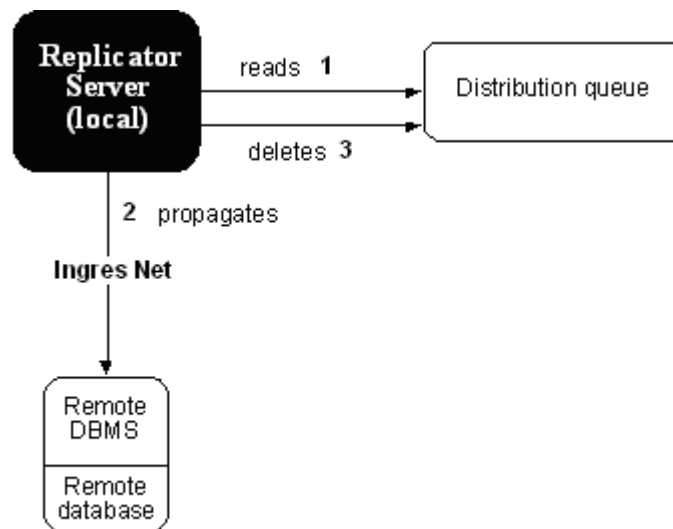 Replicator
Server
(local)
reads 1
Distribution queue
deletes 3
2 propagates
Ingres Net
Remote
DBMS
Remote
database